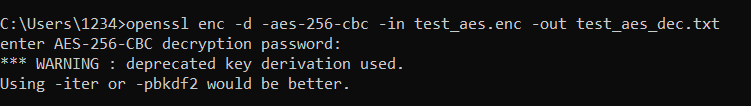 C:\Users\1234>openssl enc -d -aes-256-cbc -in test_aes.enc -out test_aes_dec.txt
enter AES-256-CBC decryption password:
*** WARNING : deprecated key derivation used.
Using -iter or -pbkdf2 would be better.